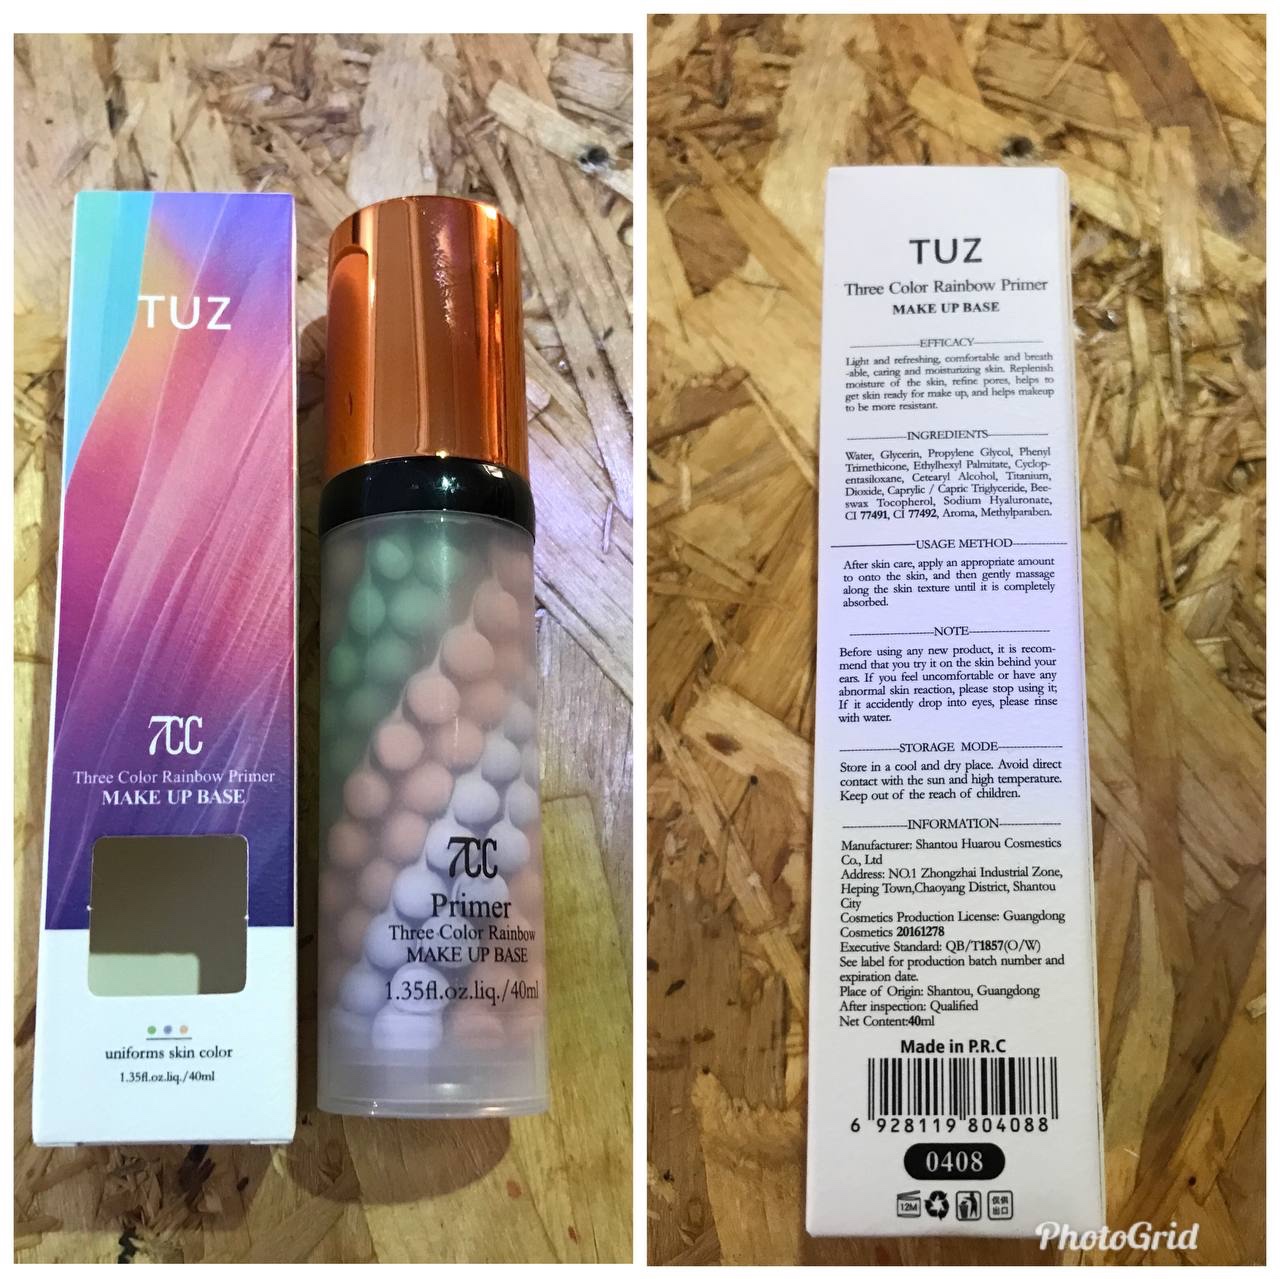 TUZ
7CC
Three Color Rainbow Primer
MAKE UP BASE
uniforms skin color
1.35fl.oz.liq./40ml
7CC
Primer
Three Color Rainbow
MAKE UP BASE
1.35fl.oz.liq./40ml
TUZ
Three Color Rainbow Primer
MAKE UP BASE
EFFICACY
Light and refreshing, comfortable and breath
-able, caring and moisturizing skin. Replenish
moisture of the skin, refine pores, helps to
get skin ready for make up, and helps makeup
to be more resistant.
INGREDIENTS
Water, Glycerin, Propylene Glycol, Phenyl
Trimethicone, Ethylhexyl Palmitate, Cyclop-
entasiloxane, Cetearyl Alcohol, Titanium,
Dioxide, Caprylic / Capric Triglyceride, Bee-
swax Tocopherol, Sodium Hyaluronate,
CI 77491, CI 77492, Aroma, Methylparaben.
USAGE METHOD
After skin care, apply an appropriate amount
to onto the skin, and then gently massage
along the skin texture until it is completely
absorbed.
NOTE
Before using any new product, it is recom-
mend that you try it on the skin behind your
ears. If you feel uncomfortable or have any
abnormal skin reaction, please stop using it;
If it accidently drop into eyes, please rinse
with water.
STORAGE MODE
Store in a cool and dry place. Avoid direct
contact with the sun and high temperature.
Keep out of the reach of children.
INFORMATION
Manufacturer: Shantou Huarou Cosmetics
Co., Ltd
Address: NO.1 Zhongzhai Industrial Zone,
Heping Town,Chaoyang District, Shantou
City
Cosmetics Production License: Guangdong
Cosmetics 20161278
Executive Standard: QB/T1857(O/W)
See label for production batch number and
expiration date.
Place of Origin: Shantou, Guangdong
After inspection: Qualified
Net Content:40ml
Made in P.R.C
6 928119 804088
0408
12M
仅供
出口
PhotoGrid